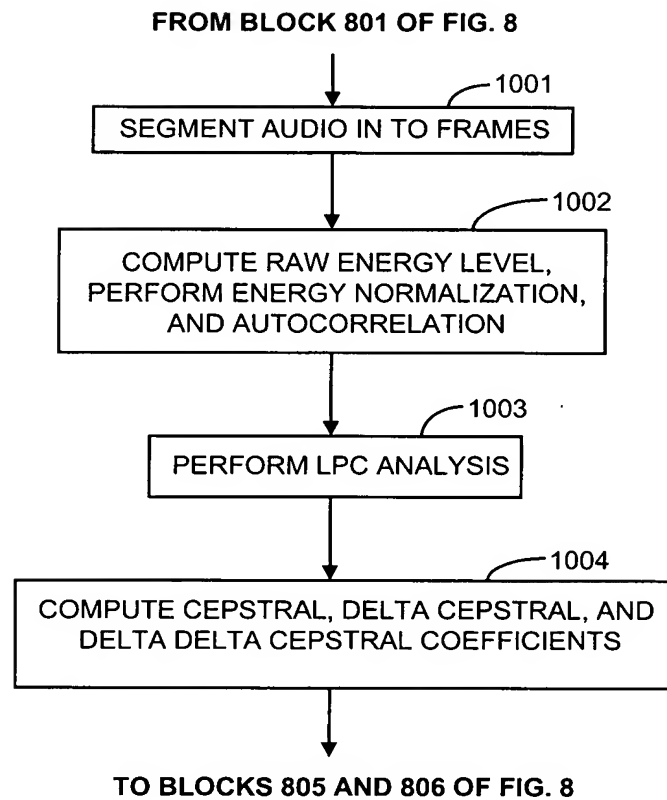 FROM BLOCK 801 OF FIG. 8
1001
SEGMENT AUDIO IN TO FRAMES
1002
COMPUTE RAW ENERGY LEVEL,
PERFORM ENERGY NORMALIZATION,
AND AUTOCORRELATION
1003
PERFORM LPC ANALYSIS
1004
COMPUTE CEPSTRAL, DELTA CEPSTRAL, AND
DELTA DELTA CEPSTRAL COEFFICIENTS
TO BLOCKS 805 AND 806 OF FIG. 8